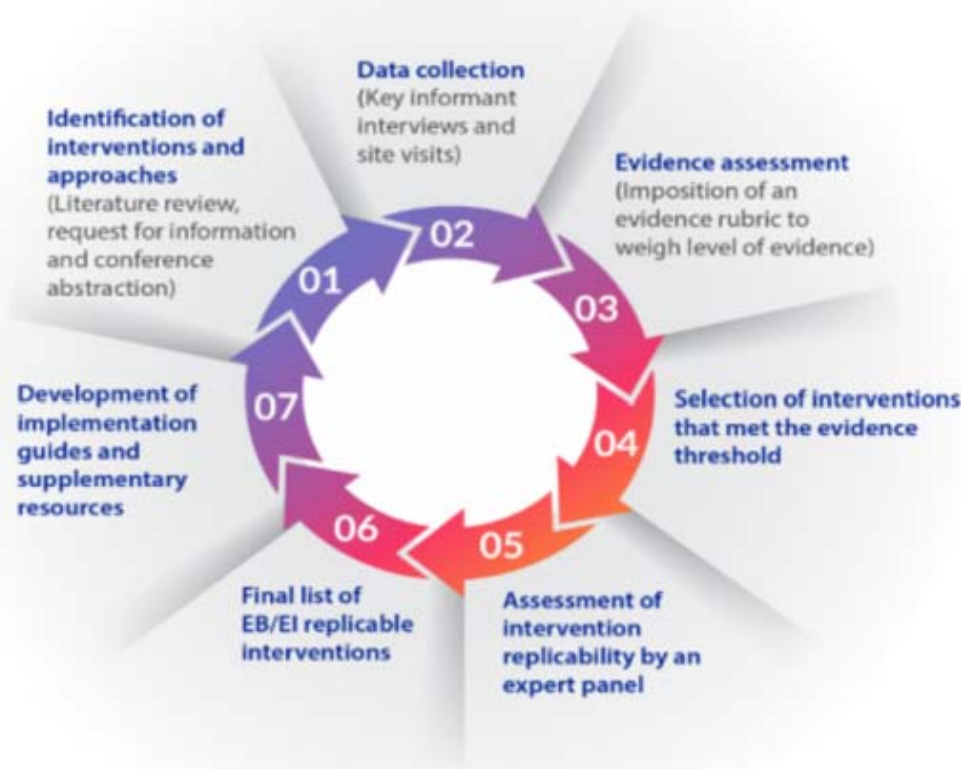 01
Identification of
interventions and
approaches
(Literature review,
request for information
and conference
abstraction)
02
Data collection
(Key informant
interviews and
site visits)
03
Evidence assessment
(Imposition of an
evidence rubric to
weigh level of evidence)
04
Selection of interventions
that met the evidence
threshold
05
Assessment of
intervention
replicability by an
expert panel
06
Final list of
EB/EI replicable
interventions
07
Development of
implementation
guides and
supplementary
resources